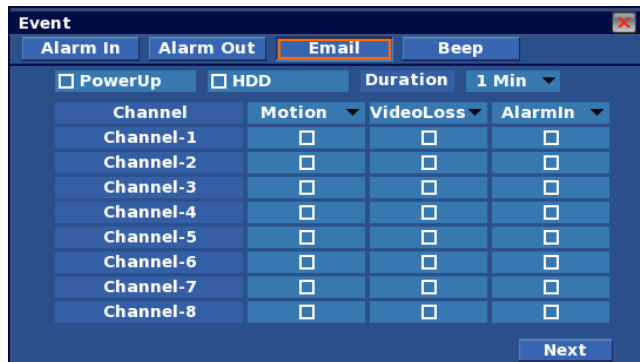 Event
Alarm In Alarm Out Email Beep
PowerUp HDD Duration 1 Min
Channel Motion VideoLoss AlarmIn
Channel-1
Channel-2
Channel-3
Channel-4
Channel-5
Channel-6
Channel-7
Channel-8
Next